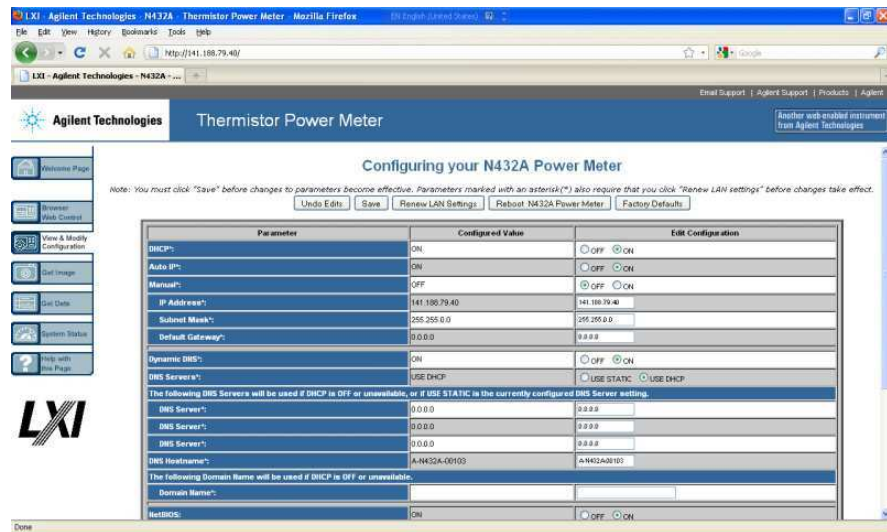 LXI - Agilent Technologies - N432A - Thermistor Power Meter - Mozilla Firefox
EN English (United States)
File Edit View History Bookmarks Tools Help
http://141.188.79.40/
Google
LXI - Agilent Technologies - N432A - ...
Email Support | Agilent Support | Products | Agilent
Agilent Technologies
Thermistor Power Meter
Another web-enabled instrument
from Agilent Technologies
Welcome Page
Browser
Web Control
View & Modify
Configuration
Get Image
Get Data
System Status
Help with
this Page
LXI
Configuring your N432A Power Meter
Note: You must click "Save" before changes to parameters become effective. Parameters marked with an asterisk(*) also require that you click "Renew LAN settings" before changes take effect.
Undo Edits Save Renew LAN Settings Reboot N432A Power Meter Factory Defaults
Parameter Configured Value Edit Configuration
DHCP*: ON OFF ON
Auto IP*: ON OFF ON
Manual*: OFF OFF ON
IP Address*: 141.188.79.40 141.188.79.40
Subnet Mask*: 255.255.0.0 255.255.0.0
Default Gateway*: 0.0.0.0 0.0.0.0
Dynamic DNS*: ON OFF ON
DNS Servers*: USE DHCP USE STATIC USE DHCP
The following DNS Servers will be used if DHCP is OFF or unavailable, or if USE STATIC is the currently configured DNS Server setting.
DNS Server*: 0.0.0.0 0.0.0.0
DNS Server*: 0.0.0.0 0.0.0.0
DNS Server*: 0.0.0.0 0.0.0.0
DNS Hostname*: A-N432A-00103 A-N432A-00103
The following Domain Name will be used if DHCP is OFF or unavailable.
Domain Name*:
NetBIOS: ON OFF ON
Done